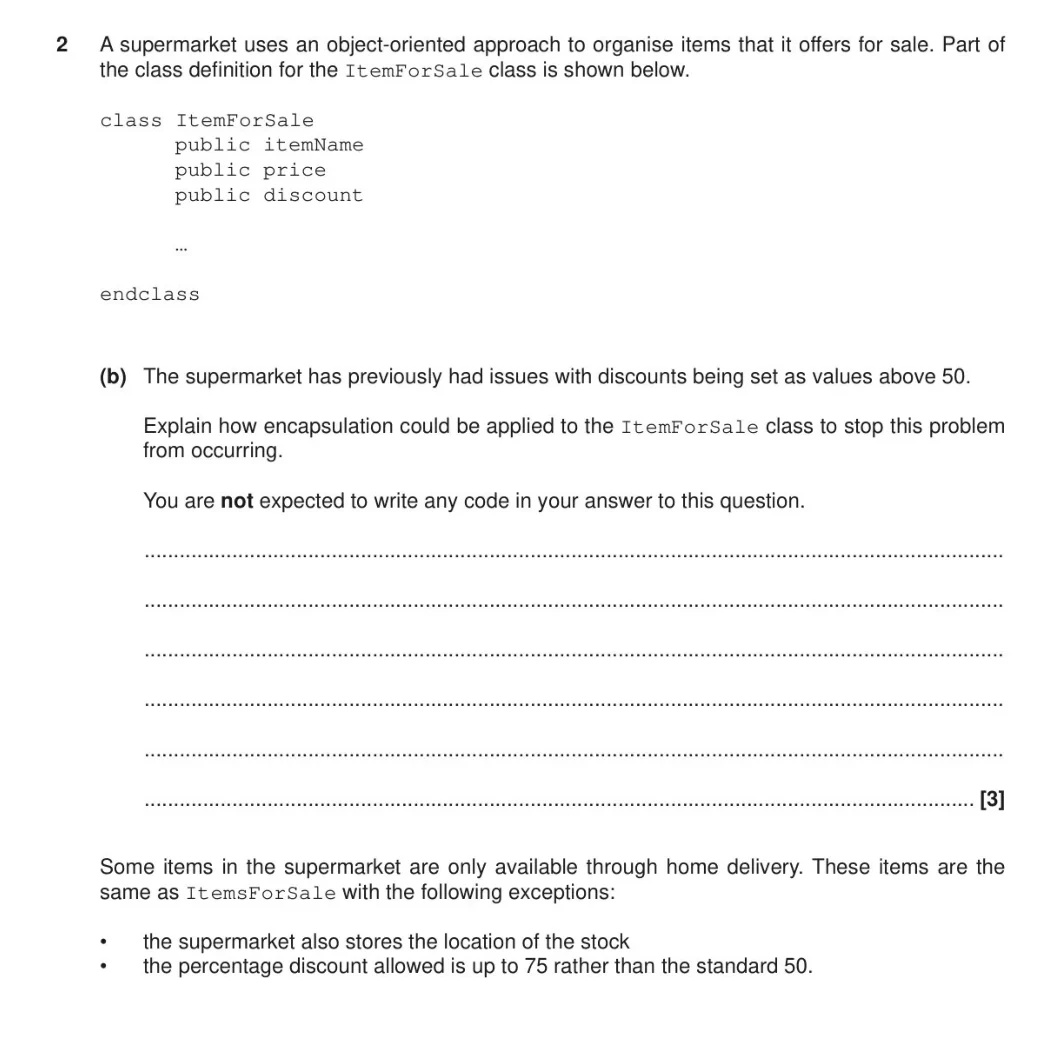 2 A supermarket uses an object-oriented approach to organise items that it offers for sale. Part of
the class definition for the ItemForSale class is shown below.
class ItemForSale
public itemName
public price
public discount
...
endclass
(b) The supermarket has previously had issues with discounts being set as values above 50.
Explain how encapsulation could be applied to the ItemForSale class to stop this problem
from occurring.
You are not expected to write any code in your answer to this question.
[3]
Some items in the supermarket are only available through home delivery. These items are the
same as ItemsForSale with the following exceptions:
• the supermarket also stores the location of the stock
• the percentage discount allowed is up to 75 rather than the standard 50.